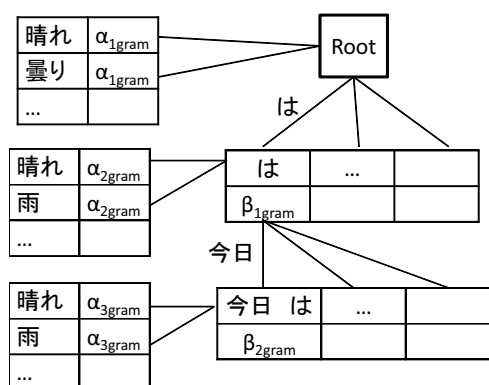 晴れ α1gram
曇り α1gram
...
Root
は
晴れ α2gram
雨 α2gram
...
は ...
β1gram
今日
晴れ α3gram
雨 α3gram
...
今日 は ...
β2gram